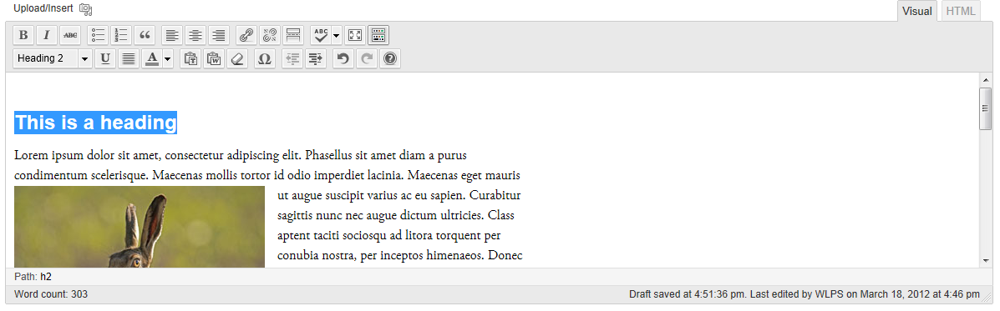 Upload/Insert
Visual HTML
B I ABC ABC
Heading 2 U A T W Ω ?
This is a heading
Lorem ipsum dolor sit amet, consectetur adipiscing elit. Phasellus sit amet diam a purus
condimentum scelerisque. Maecenas mollis tortor id odio imperdiet lacinia. Maecenas eget mauris
ut augue suscipit varius ac eu sapien. Curabitur
sagittis nunc nec augue dictum ultricies. Class
aptent taciti sociosqu ad litora torquent per
conubia nostra, per inceptos himenaeos. Donec
Path: h2
Word count: 303
Draft saved at 4:51:36 pm. Last edited by WLPS on March 18, 2012 at 4:46 pm